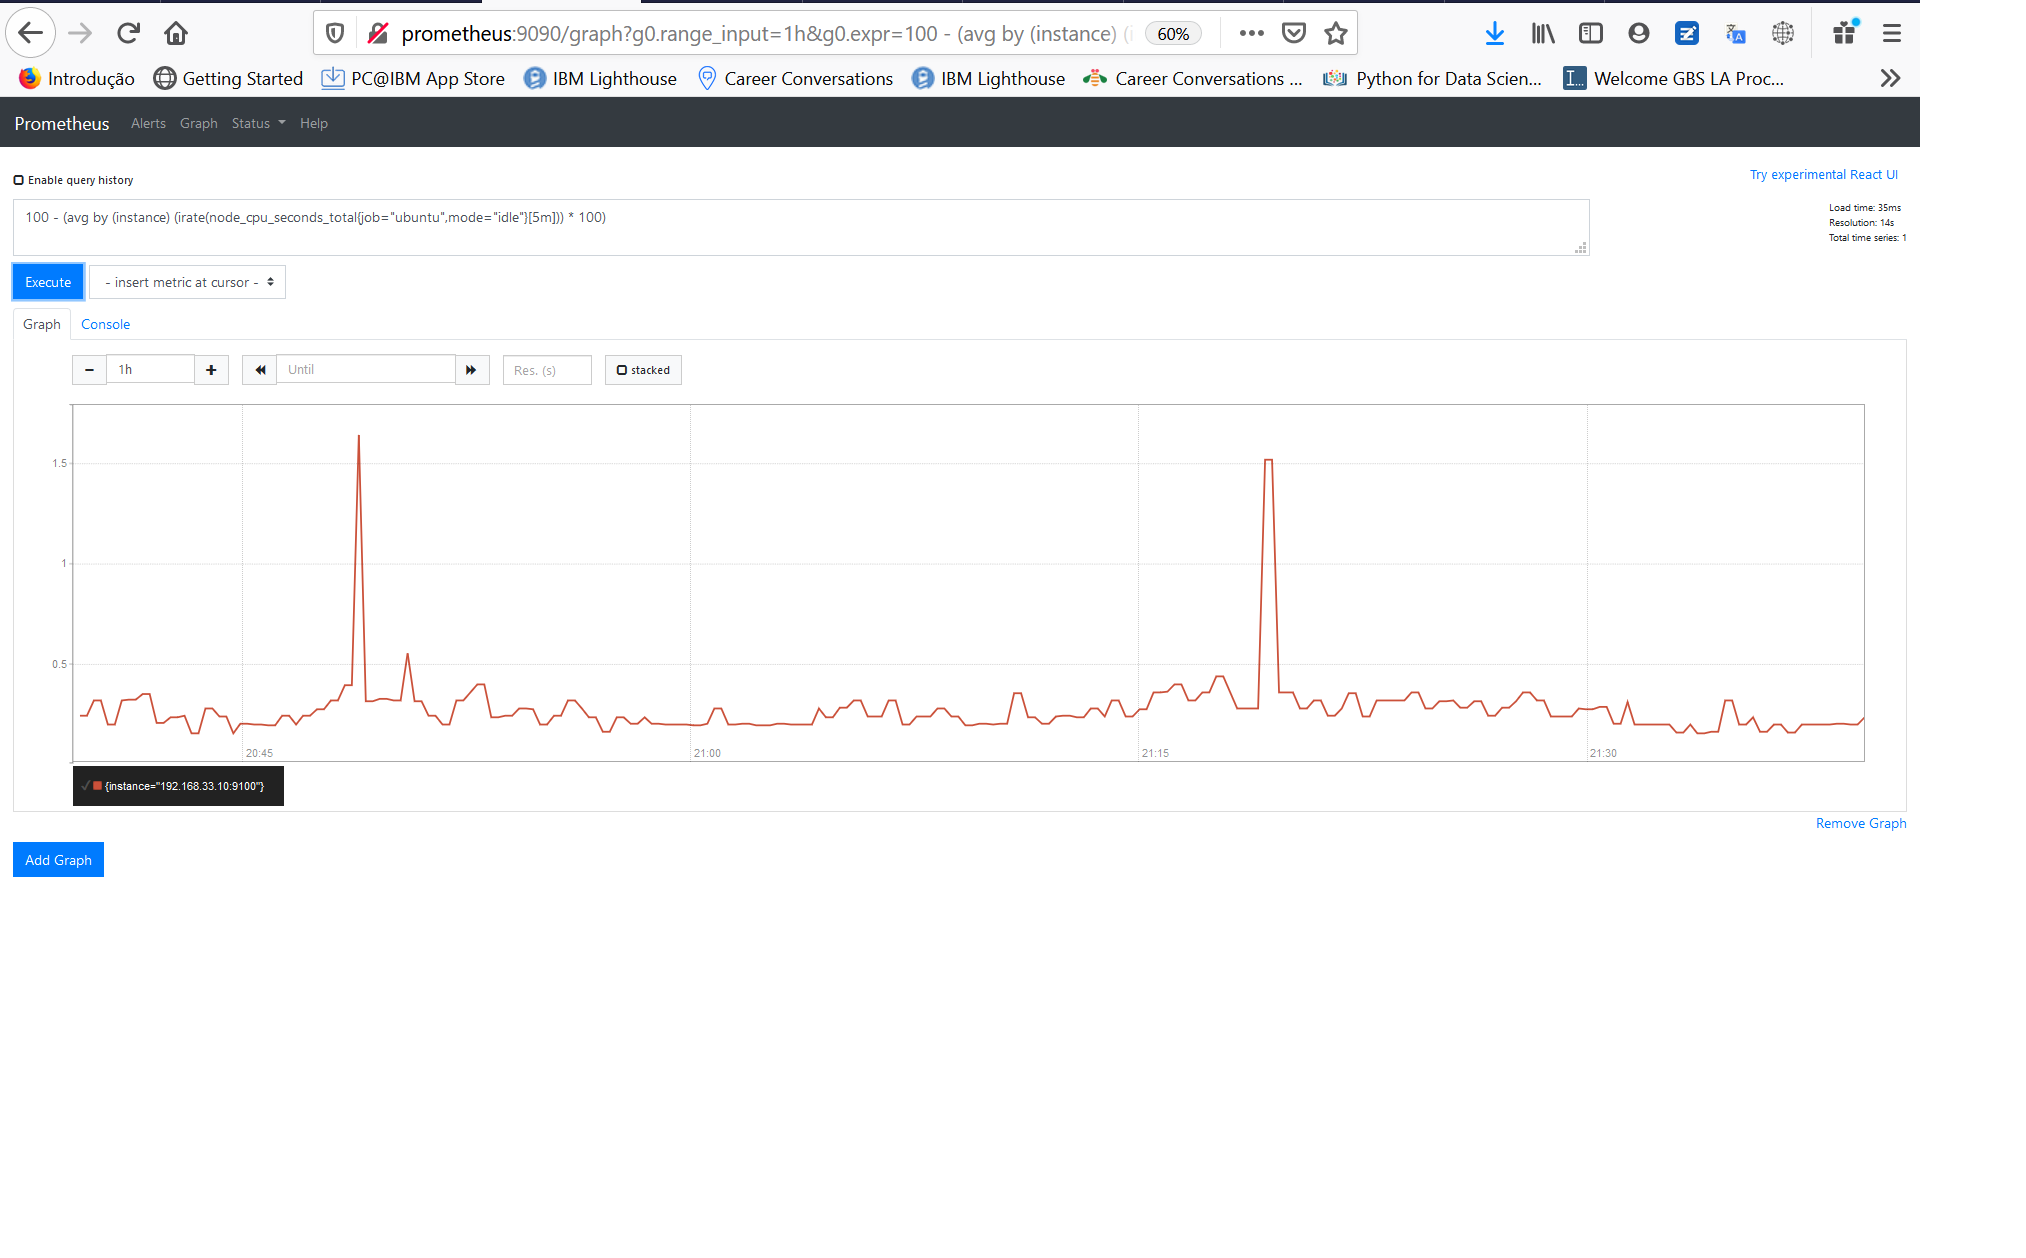 prometheus:9090/graph?g0.range_input=1h&g0.expr=100 - (avg by (instance) (i 60%
Introdução Getting Started PC@IBM App Store IBM Lighthouse Career Conversations IBM Lighthouse Career Conversations ... Python for Data Scien... I... Welcome GBS LA Proc...
Prometheus Alerts Graph Status Help
Enable query history
Try experimental React UI
100 - (avg by (instance) (irate(node_cpu_seconds_total{job="ubuntu",mode="idle"}[5m])) * 100)
Load time: 35ms
Resolution: 14s
Total time series: 1
Execute - insert metric at cursor -
Graph Console
1h Until Res. (s) stacked
1.5
1
0.5
20:45 21:00 21:15 21:30
{instance="192.168.33.10:9100"}
Remove Graph
Add Graph